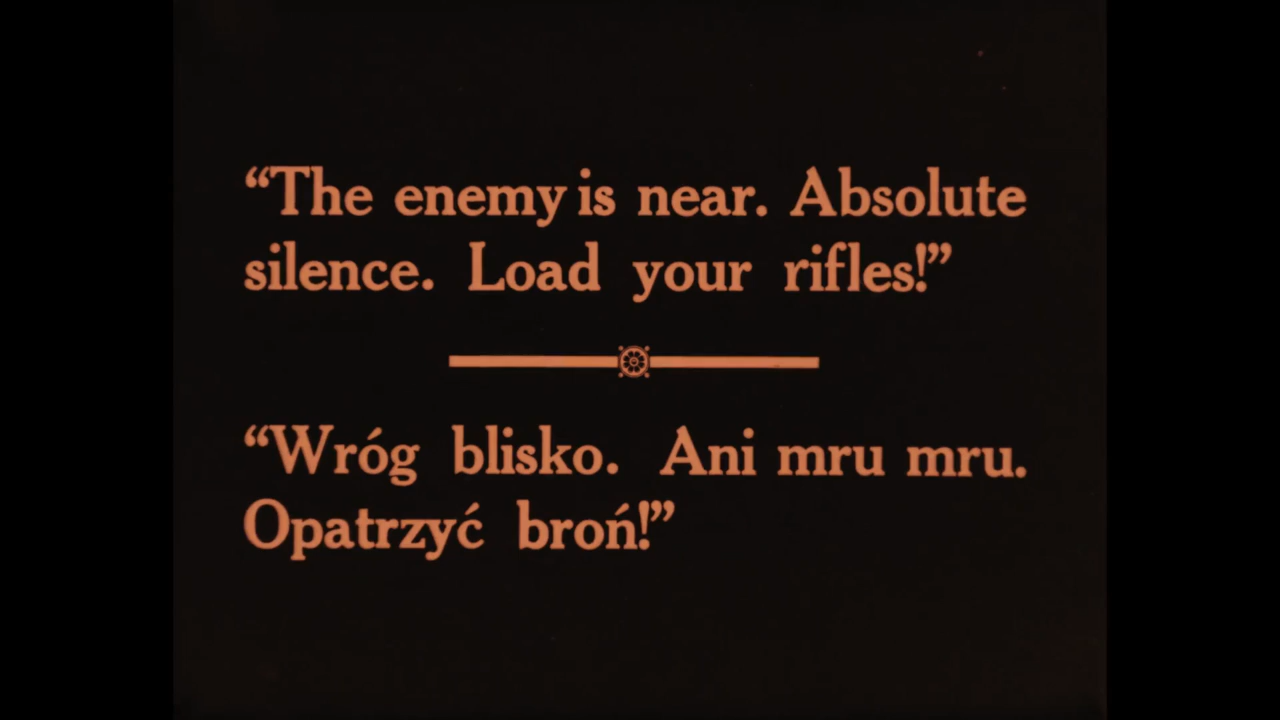 “The enemy is near. Absolute
silence. Load your rifles!”
“Wróg blisko. Ani mru mru.
Opatrzyć broń!”